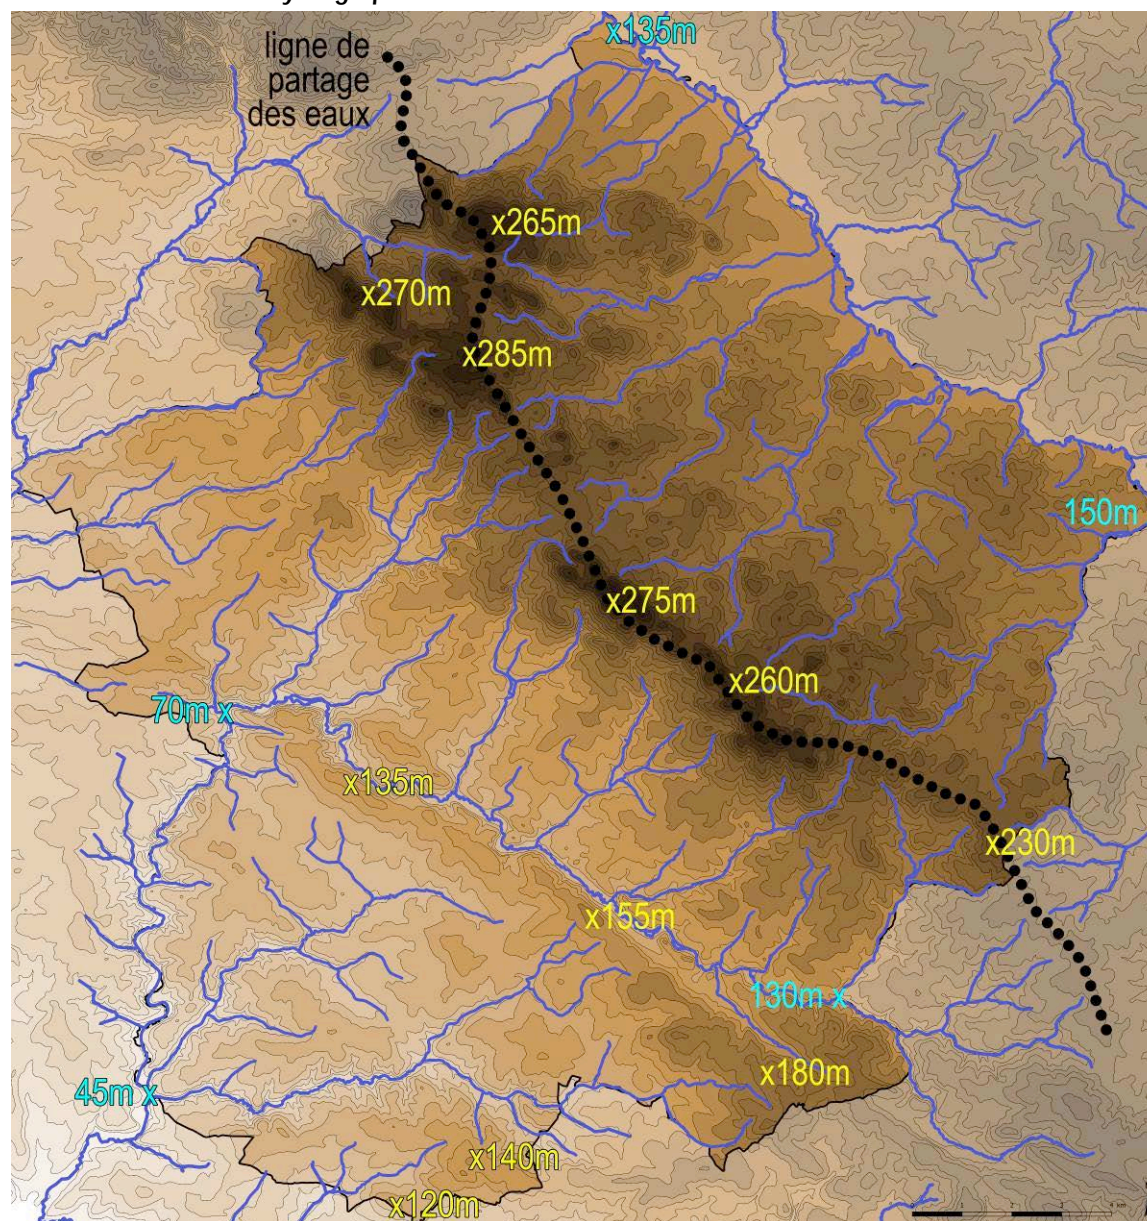 x135m
ligne de
partage
des eaux
x265m
x270m
x285m
150m
x275m
x260m
70m x
x135m
x230m
x155m
130m x
x180m
45m x
x140m
x120m